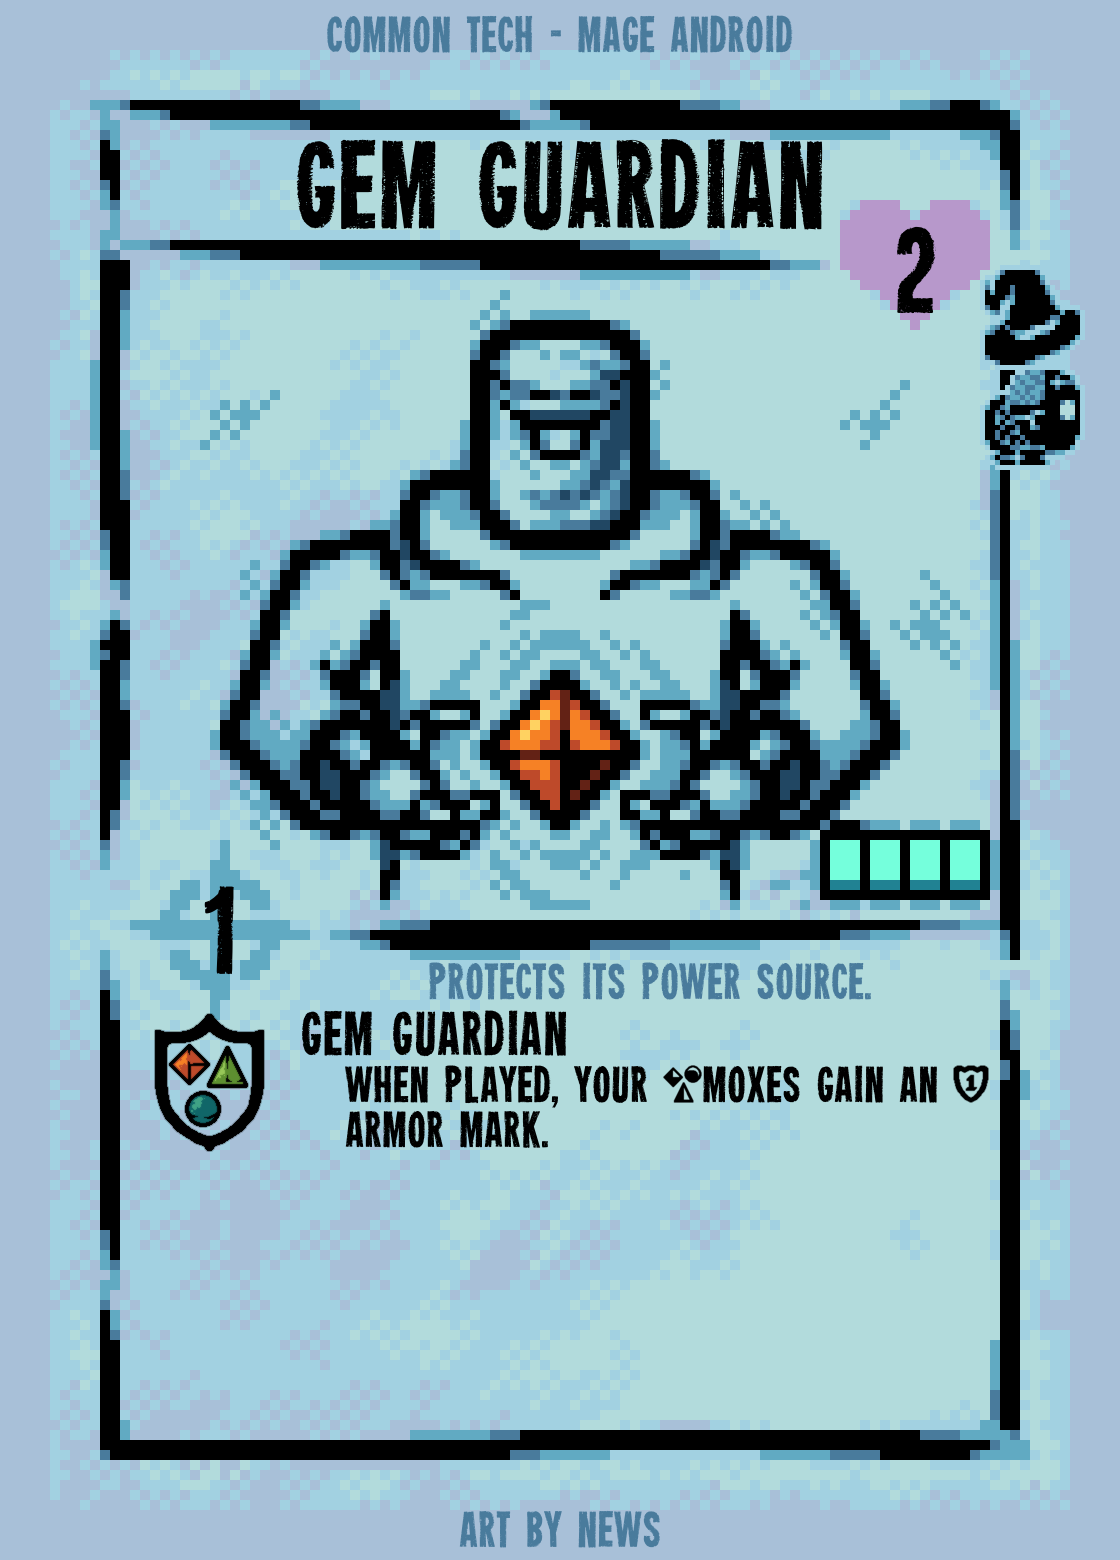 COMMON TECH - MAGE ANDROID
GEM GUARDIAN
2
1
PROTECTS ITS POWER SOURCE.
GEM GUARDIAN
WHEN PLAYED, YOUR MOXES GAIN AN 1
ARMOR MARK.
ART BY NEWS